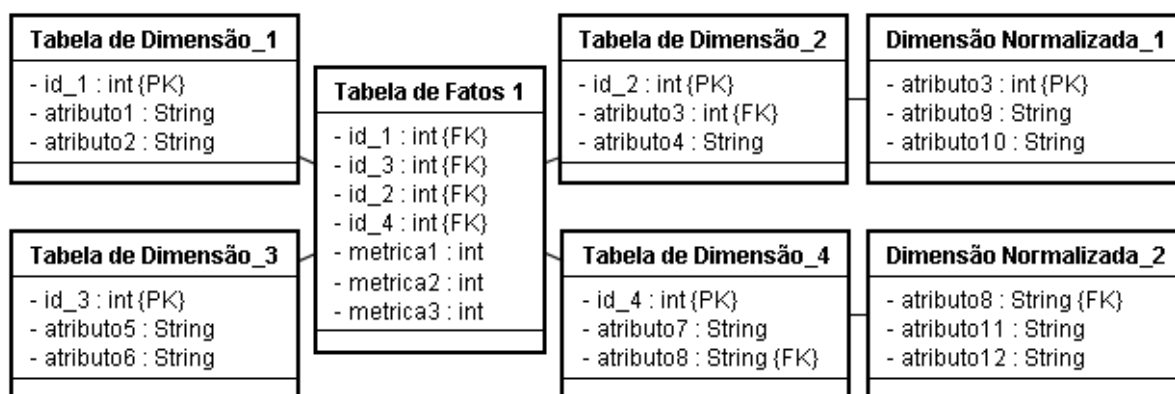 Tabela de Dimensão_1
- id_1 : int {PK}
- atributo1 : String
- atributo2 : String
Tabela de Fatos 1
- id_1 : int {FK}
- id_3 : int {FK}
- id_2 : int {FK}
- id_4 : int {FK}
- metrica1 : int
- metrica2 : int
- metrica3 : int
Tabela de Dimensão_2
- id_2 : int {PK}
- atributo3 : int {FK}
- atributo4 : String
Dimensão Normalizada_1
- atributo3 : int {PK}
- atributo9 : String
- atributo10 : String
Tabela de Dimensão_3
- id_3 : int {PK}
- atributo5 : String
- atributo6 : String
Tabela de Dimensão_4
- id_4 : int {PK}
- atributo7 : String
- atributo8 : String {FK}
Dimensão Normalizada_2
- atributo8 : String {FK}
- atributo11 : String
- atributo12 : String